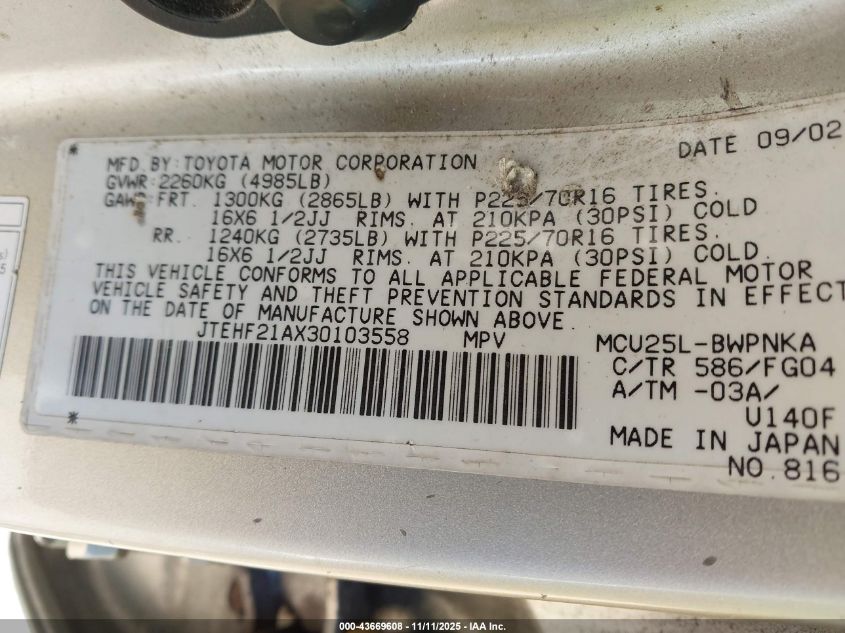 DATE 09/02
MFD.BY:TOYOTA MOTOR CORPORATION
GVWR:2260KG (4985LB)
GAWR:FRT. 1300KG (2865LB) WITH P225/70R16 TIRES.
16X6 1/2JJ RIMS. AT 210KPA (30PSI) COLD
RR. 1240KG (2735LB) WITH P225/70R16 TIRES.
16X6 1/2JJ RIMS. AT 210KPA (30PSI) COLD.
THIS VEHICLE CONFORMS TO ALL APPLICABLE FEDERAL MOTOR
VEHICLE SAFETY AND THEFT PREVENTION STANDARDS IN EFFECT
ON THE DATE OF MANUFACTURE SHOWN ABOVE.
JTEHF21AX30103558 MPV MCU25L-BWPNKA
C/TR 586/FG04
A/TM -03A/
U140F
MADE IN JAPAN
NO.816
000-43669608 - 11/11/2025 - IAA Inc.